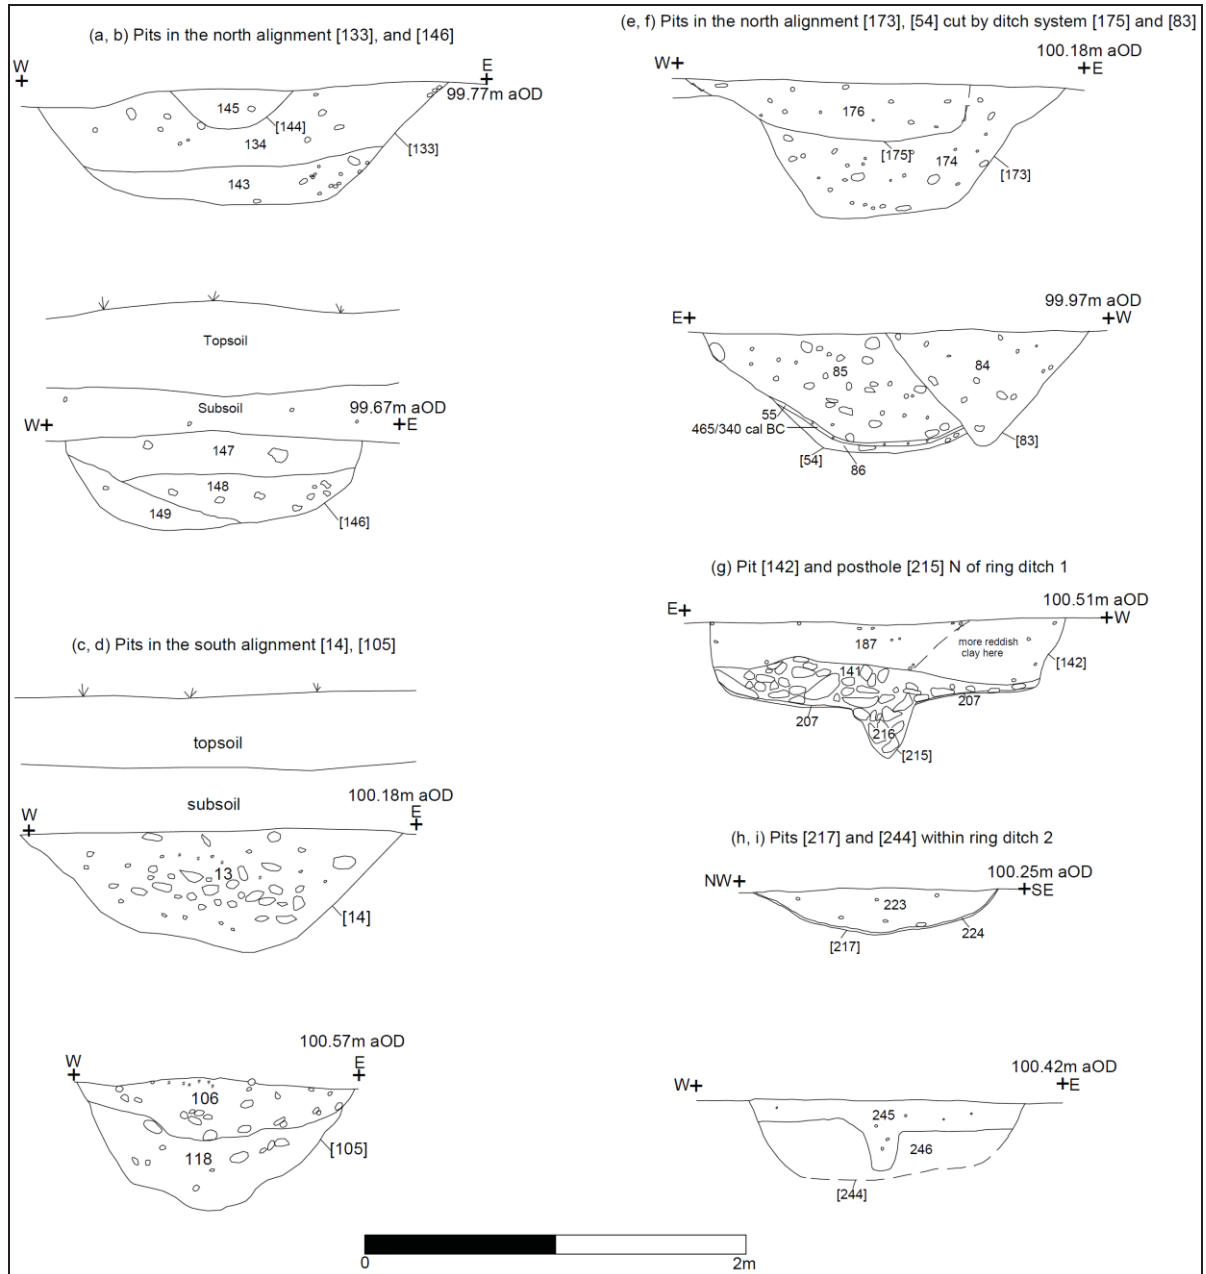 (a, b) Pits in the north alignment [133], and [146]
W
E
99.77m aOD
145
[144]
134
[133]
143
Topsoil
Subsoil
99.67m aOD
W
E
147
148
149
[146]
(c, d) Pits in the south alignment [14], [105]
topsoil
subsoil
100.18m aOD
W
E
13
[14]
100.57m aOD
W
E
106
118
[105]
(e, f) Pits in the north alignment [173], [54] cut by ditch system [175] and [83]
100.18m aOD
W
E
176
[175]
174
[173]
99.97m aOD
E
W
85
84
55
465/340 cal BC
[83]
[54]
86
(g) Pit [142] and posthole [215] N of ring ditch 1
100.51m aOD
E
W
187
more reddish
clay here
[142]
141
207
207
216
[215]
(h, i) Pits [217] and [244] within ring ditch 2
100.25m aOD
NW
SE
223
224
[217]
100.42m aOD
W
E
245
246
[244]
0
2m